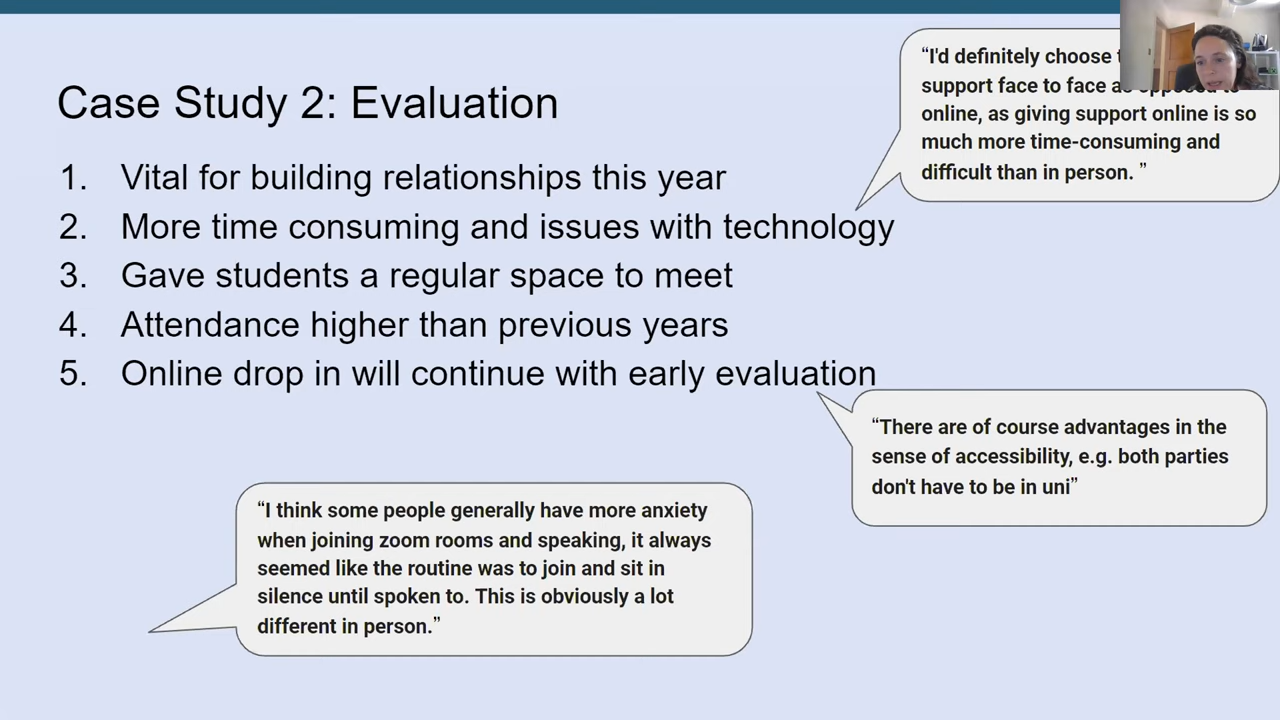 Case Study 2: Evaluation
1. Vital for building relationships this year
2. More time consuming and issues with technology
3. Gave students a regular space to meet
4. Attendance higher than previous years
5. Online drop in will continue with early evaluation
“I'd definitely choose
support face to face as opposed to
online, as giving support online is so
much more time-consuming and
difficult than in person. ”
“There are of course advantages in the
sense of accessibility, e.g. both parties
don't have to be in uni”
“I think some people generally have more anxiety
when joining zoom rooms and speaking, it always
seemed like the routine was to join and sit in
silence until spoken to. This is obviously a lot
different in person.”